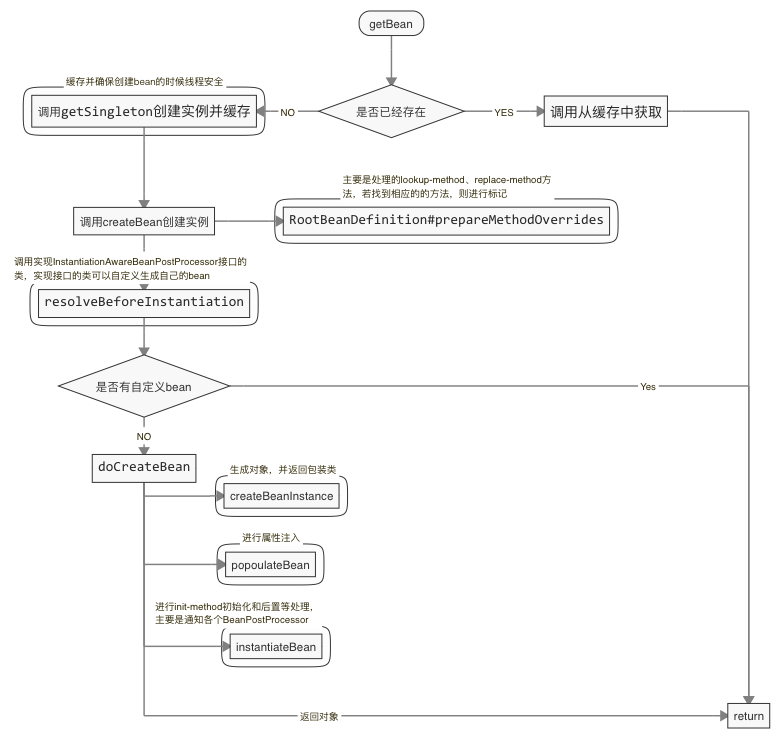 getBean
缓存并确保创建bean的时候线程安全
调用getSingleton创建实例并缓存
NO
是否已经存在
YES
调用从缓存中获取
主要是处理的lookup-method、replace-method方
法，若找到相应的的方法，则进行标记
调用createBean创建实例
RootBeanDefinition#prepareMethodOverrides
调用实现InstantiationAwareBeanPostProcessor接口的
类，实现接口的类可以自定义生成自己的bean
resolveBeforeInstantiation
是否有自定义bean
Yes
NO
doCreateBean
生成对象，并返回包装类
createBeanInstance
进行属性注入
popoulateBean
进行init-method初始化和后置等处理，
主要是通知各个BeanPostProcessor
instantiateBean
返回对象
return